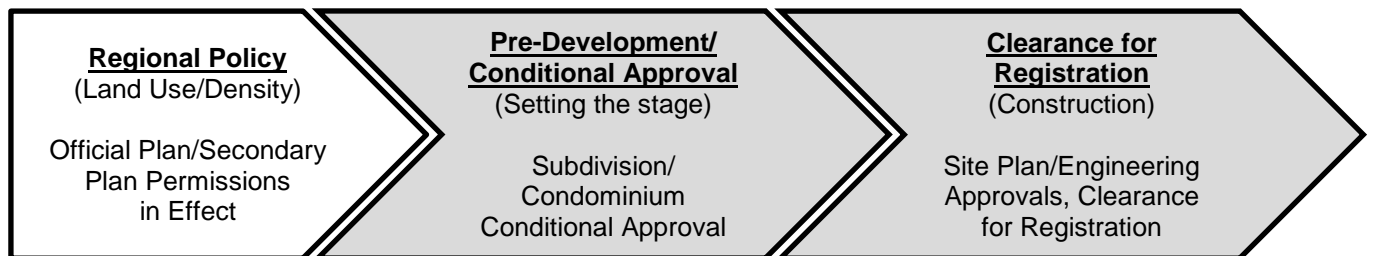 Regional Policy
(Land Use/Density)
Official Plan/Secondary
Plan Permissions
in Effect
Pre-Development/
Conditional Approval
(Setting the stage)
Subdivision/
Condominium
Conditional Approval
Clearance for
Registration
(Construction)
Site Plan/Engineering
Approvals, Clearance
for Registration